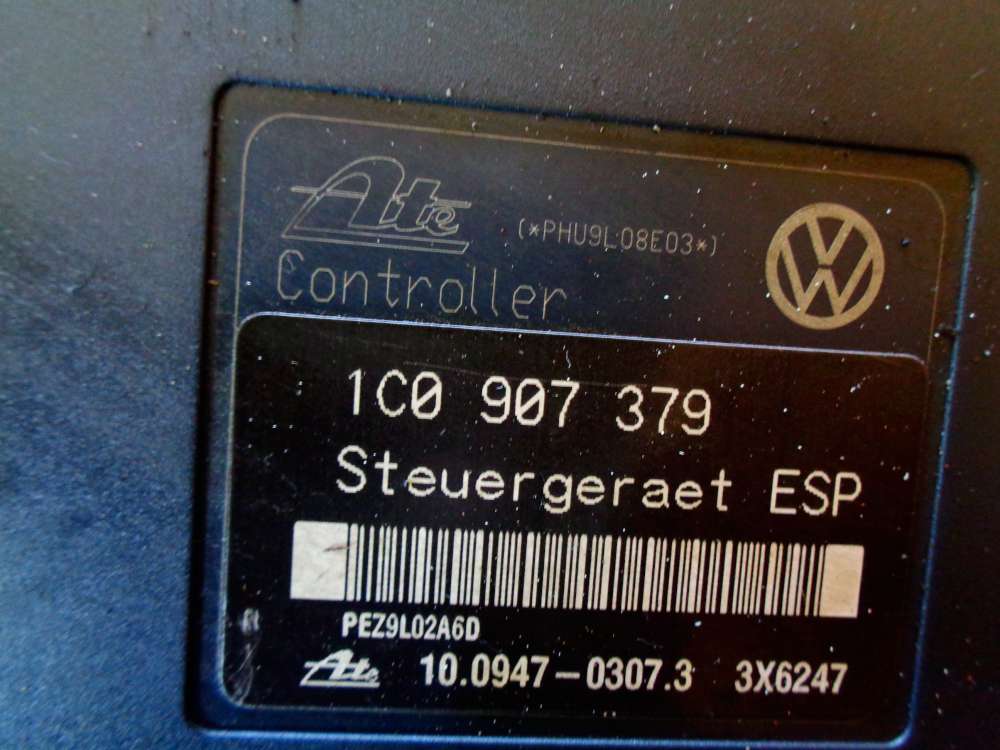 Ate (*PHU9L08E03*)
Controller
VW
1C0 907 379
Steuergeraet ESP
PEZ9L02A6D
Ate 10.0947-0307.3 3X6247